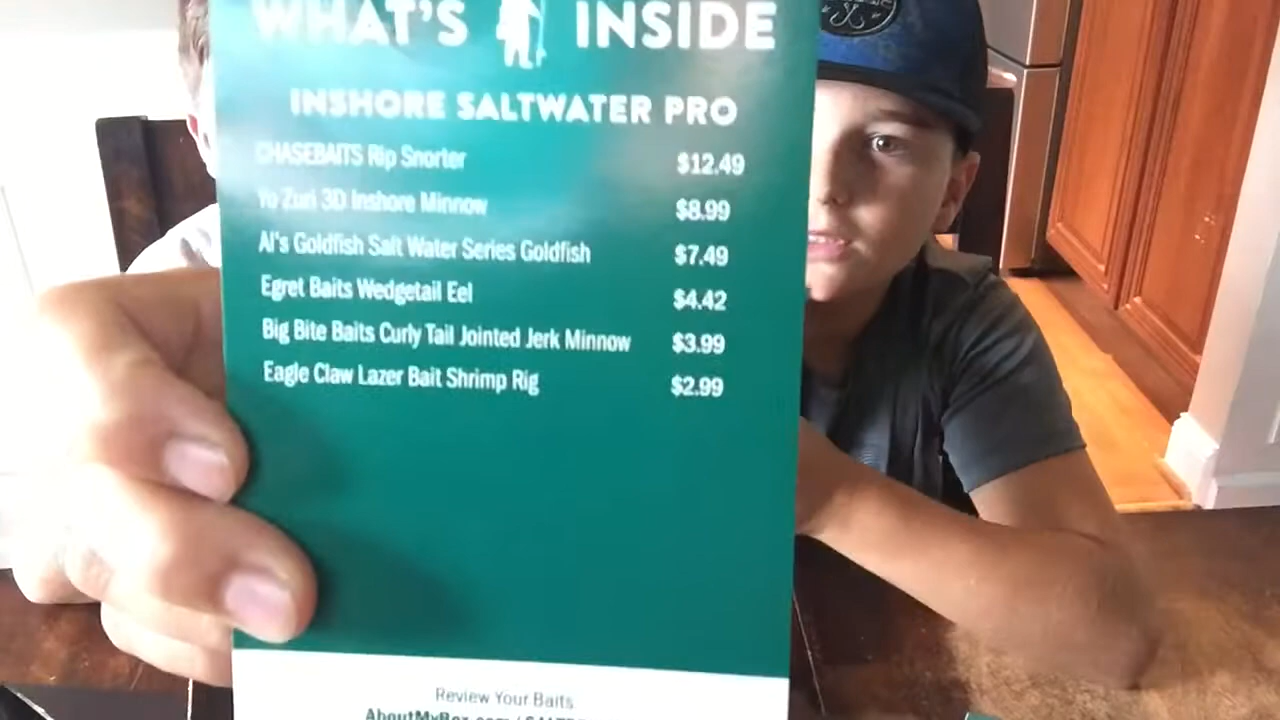 WHAT'S INSIDE
INSHORE SALTWATER PRO
CHASEBAITS Rip Snorter $12.49
Yo Zuri 3D Inshore Minnow $8.99
Al's Goldfish Salt Water Series Goldfish $7.49
Egret Baits Wedgetail Eel $4.42
Big Bite Baits Curly Tail Jointed Jerk Minnow $3.99
Eagle Claw Lazer Bait Shrimp Rig $2.99
Review Your Baits